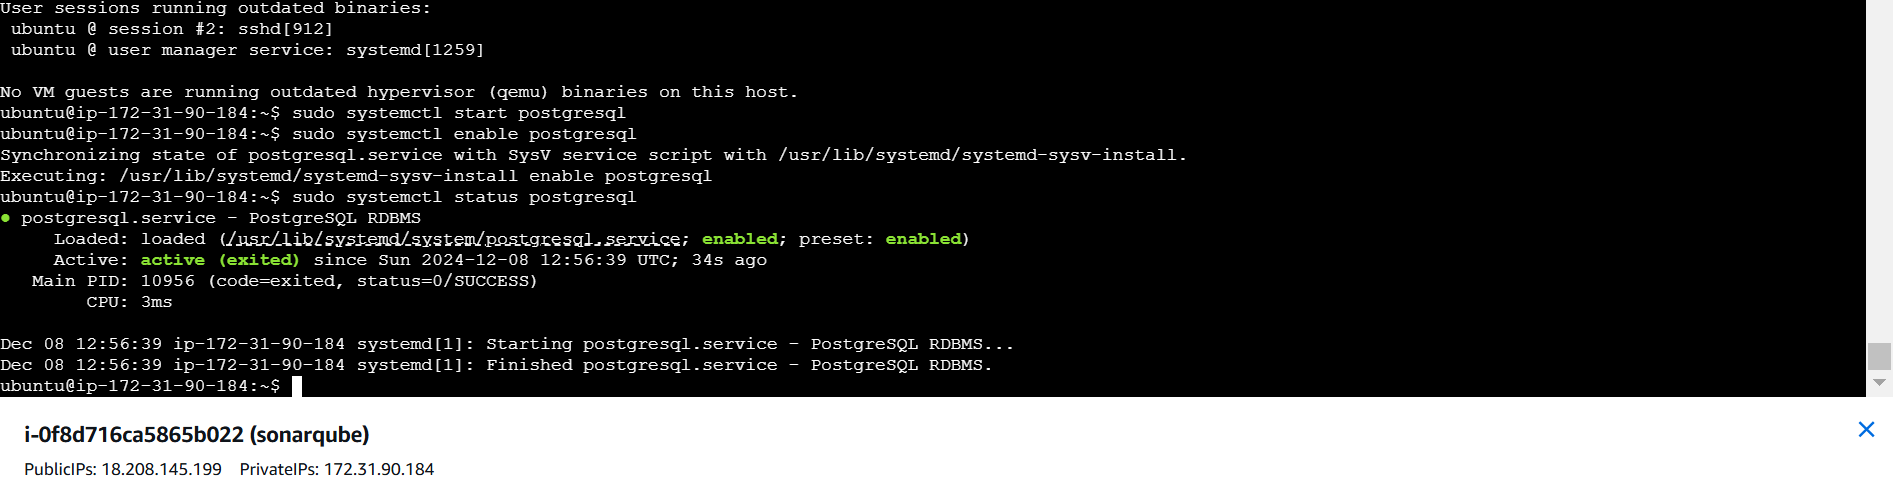 User sessions running outdated binaries:
 ubuntu @ session #2: sshd[912]
 ubuntu @ user manager service: systemd[1259]
No VM guests are running outdated hypervisor (qemu) binaries on this host.
ubuntu@ip-172-31-90-184:~$ sudo systemctl start postgresql
ubuntu@ip-172-31-90-184:~$ sudo systemctl enable postgresql
Synchronizing state of postgresql.service with SysV service script with /usr/lib/systemd/systemd-sysv-install.
Executing: /usr/lib/systemd/systemd-sysv-install enable postgresql
ubuntu@ip-172-31-90-184:~$ sudo systemctl status postgresql
● postgresql.service - PostgreSQL RDBMS
     Loaded: loaded (/usr/lib/systemd/system/postgresql.service; enabled; preset: enabled)
     Active: active (exited) since Sun 2024-12-08 12:56:39 UTC; 34s ago
   Main PID: 10956 (code=exited, status=0/SUCCESS)
        CPU: 3ms
Dec 08 12:56:39 ip-172-31-90-184 systemd[1]: Starting postgresql.service - PostgreSQL RDBMS...
Dec 08 12:56:39 ip-172-31-90-184 systemd[1]: Finished postgresql.service - PostgreSQL RDBMS.
ubuntu@ip-172-31-90-184:~$
i-0f8d716ca5865b022 (sonarqube)
PublicIPs: 18.208.145.199 PrivateIPs: 172.31.90.184